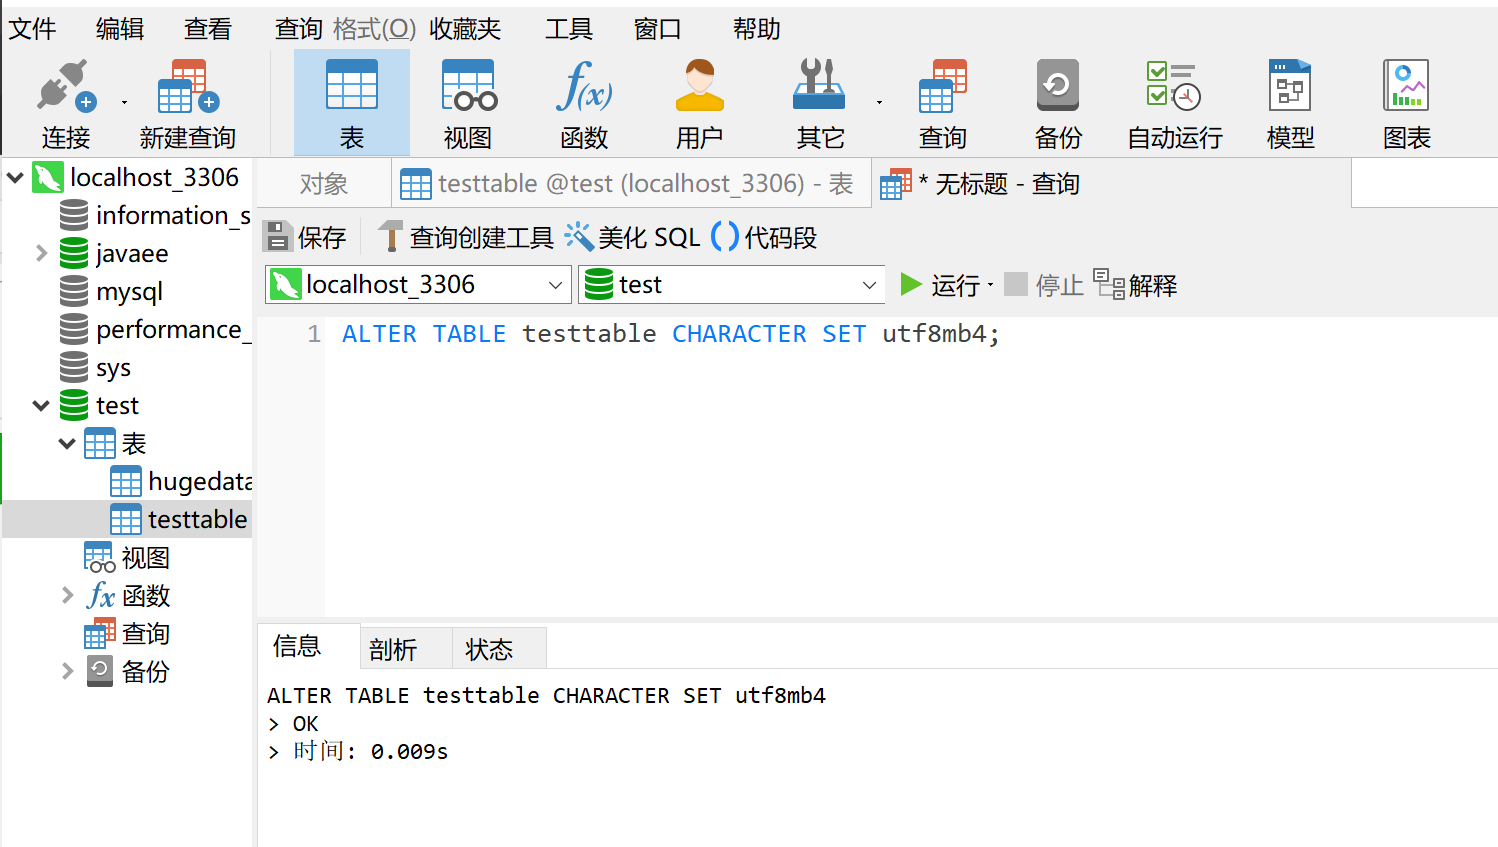 文件 编辑 查看 查询 格式(O) 收藏夹 工具 窗口 帮助
连接 新建查询 表 视图 函数 用户 其它 查询 备份 自动运行 模型 图表
localhost_3306
information_s
javaee
mysql
performance_
sys
test
表
hugedata
testtable
视图
函数
查询
备份
对象 testtable @test (localhost_3306) - 表 * 无标题 - 查询
保存 查询创建工具 美化 SQL () 代码段
localhost_3306 test 运行 停止 解释
1 ALTER TABLE testtable CHARACTER SET utf8mb4;
信息 剖析 状态
ALTER TABLE testtable CHARACTER SET utf8mb4
> OK
> 时间: 0.009s